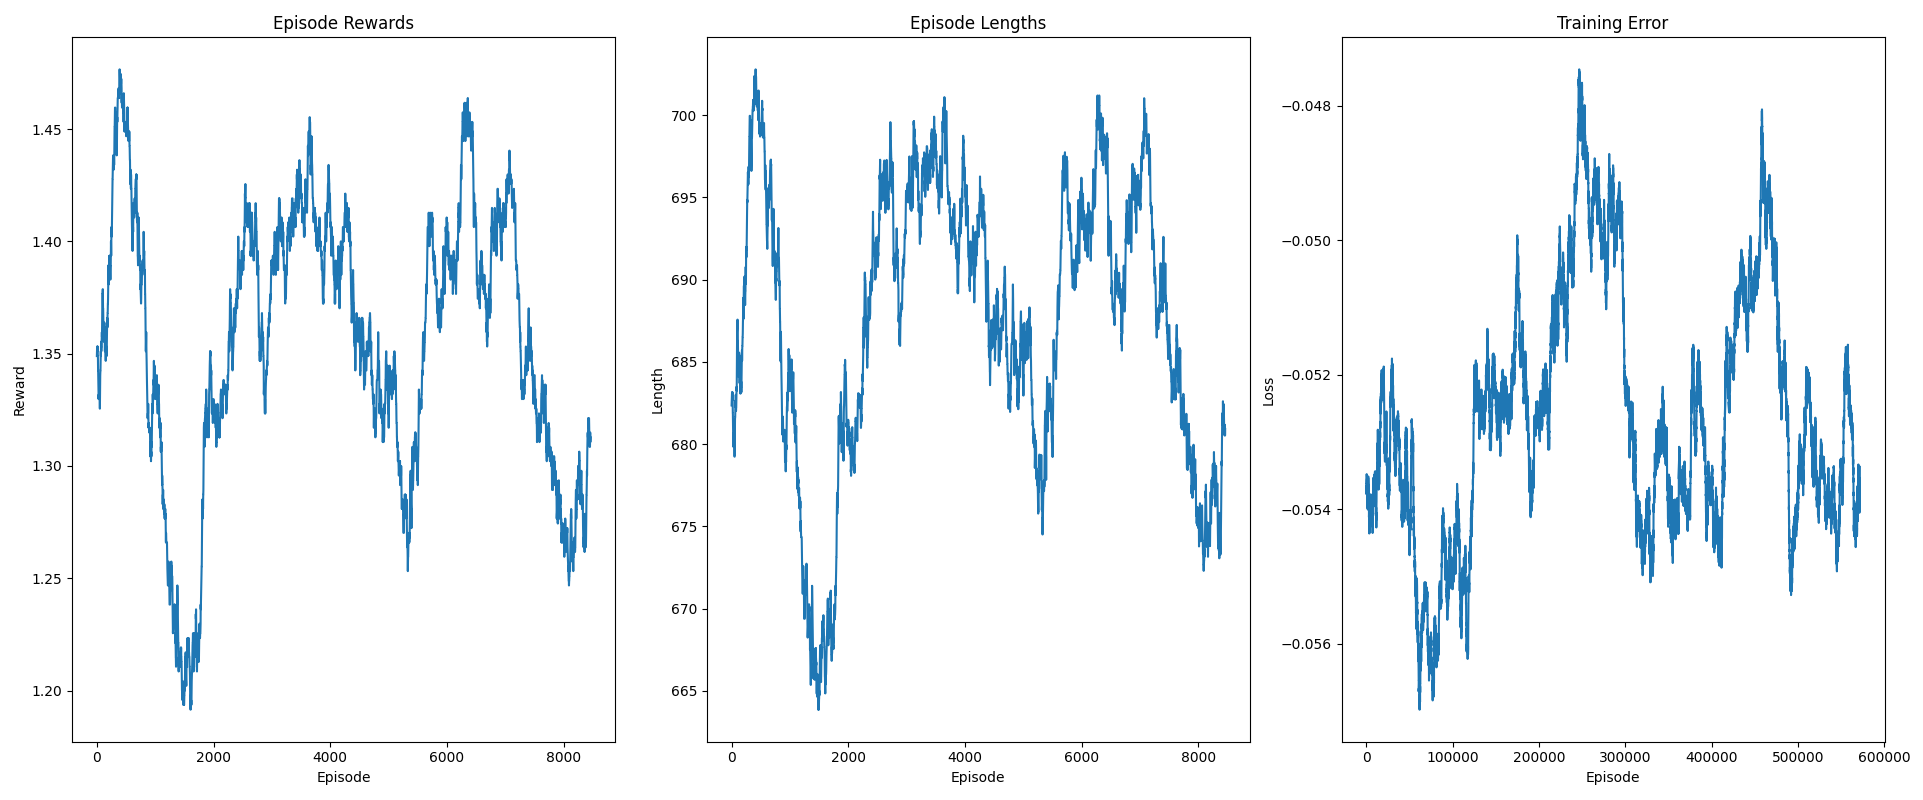 Episode Rewards
Reward
1.45
1.40
1.35
1.30
1.25
1.20
0 2000 4000 6000 8000
Episode
Episode Lengths
Length
700
695
690
685
680
675
670
665
0 2000 4000 6000 8000
Episode
Training Error
Loss
−0.048
−0.050
−0.052
−0.054
−0.056
0 100000 200000 300000 400000 500000 600000
Episode